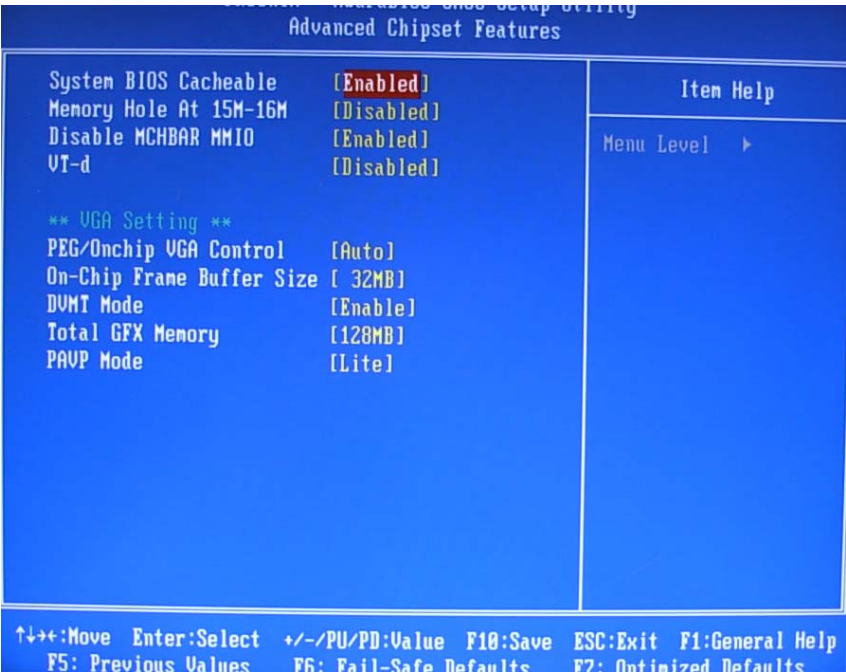 Advanced Chipset Features
System BIOS Cacheable [Enabled]
Memory Hole At 15M-16M [Disabled]
Disable MCHBAR MMIO [Enabled]
VT-d [Disabled]
** VGA Setting **
PEG/Onchip VGA Control [Auto]
On-Chip Frame Buffer Size [ 32MB]
DVMT Mode [Enable]
Total GFX Memory [128MB]
PAVP Mode [Lite]
Item Help
Menu Level ▸
↑↓→←:Move Enter:Select +/-/PU/PD:Value F10:Save ESC:Exit F1:General Help
F5: Previous Values F6: Fail-Safe Defaults F7: Optimized Defaults